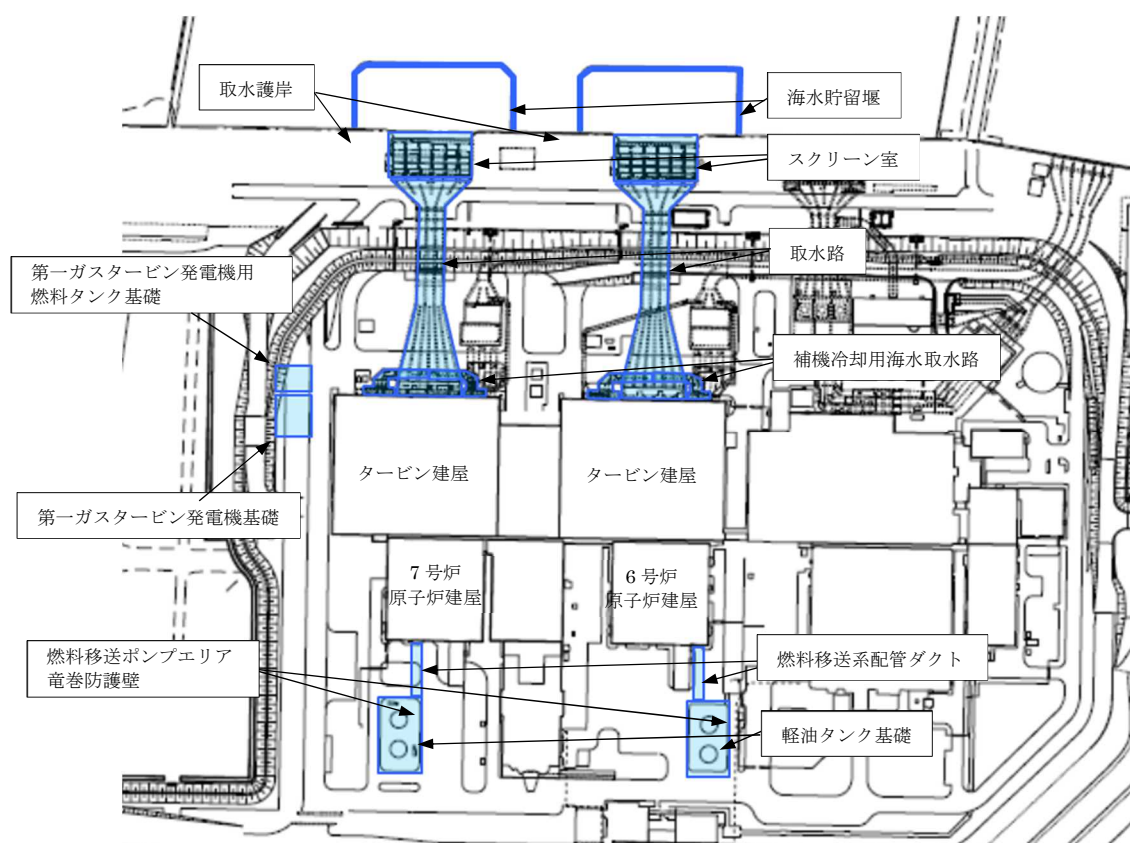 取水護岸
海水貯留堰
スクリーン室
取水路
第一ガスタービン発電機用
燃料タンク基礎
補機冷却用海水取水路
タービン建屋
タービン建屋
第一ガスタービン発電機基礎
7 号炉
原子炉建屋
6 号炉
原子炉建屋
燃料移送ポンプエリア
竜巻防護壁
燃料移送系配管ダクト
軽油タンク基礎